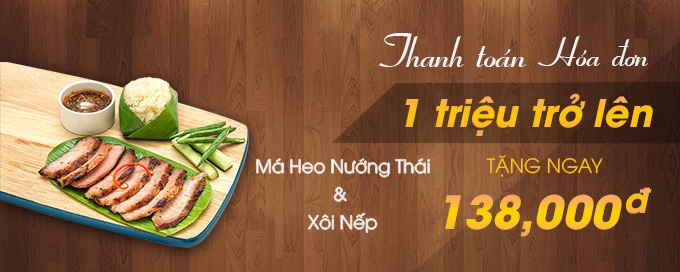 Thanh toán Hóa đơn
1 triệu trở lên
Má Heo Nướng Thái
&
Xôi Nếp
TẶNG NGAY
138,000đ